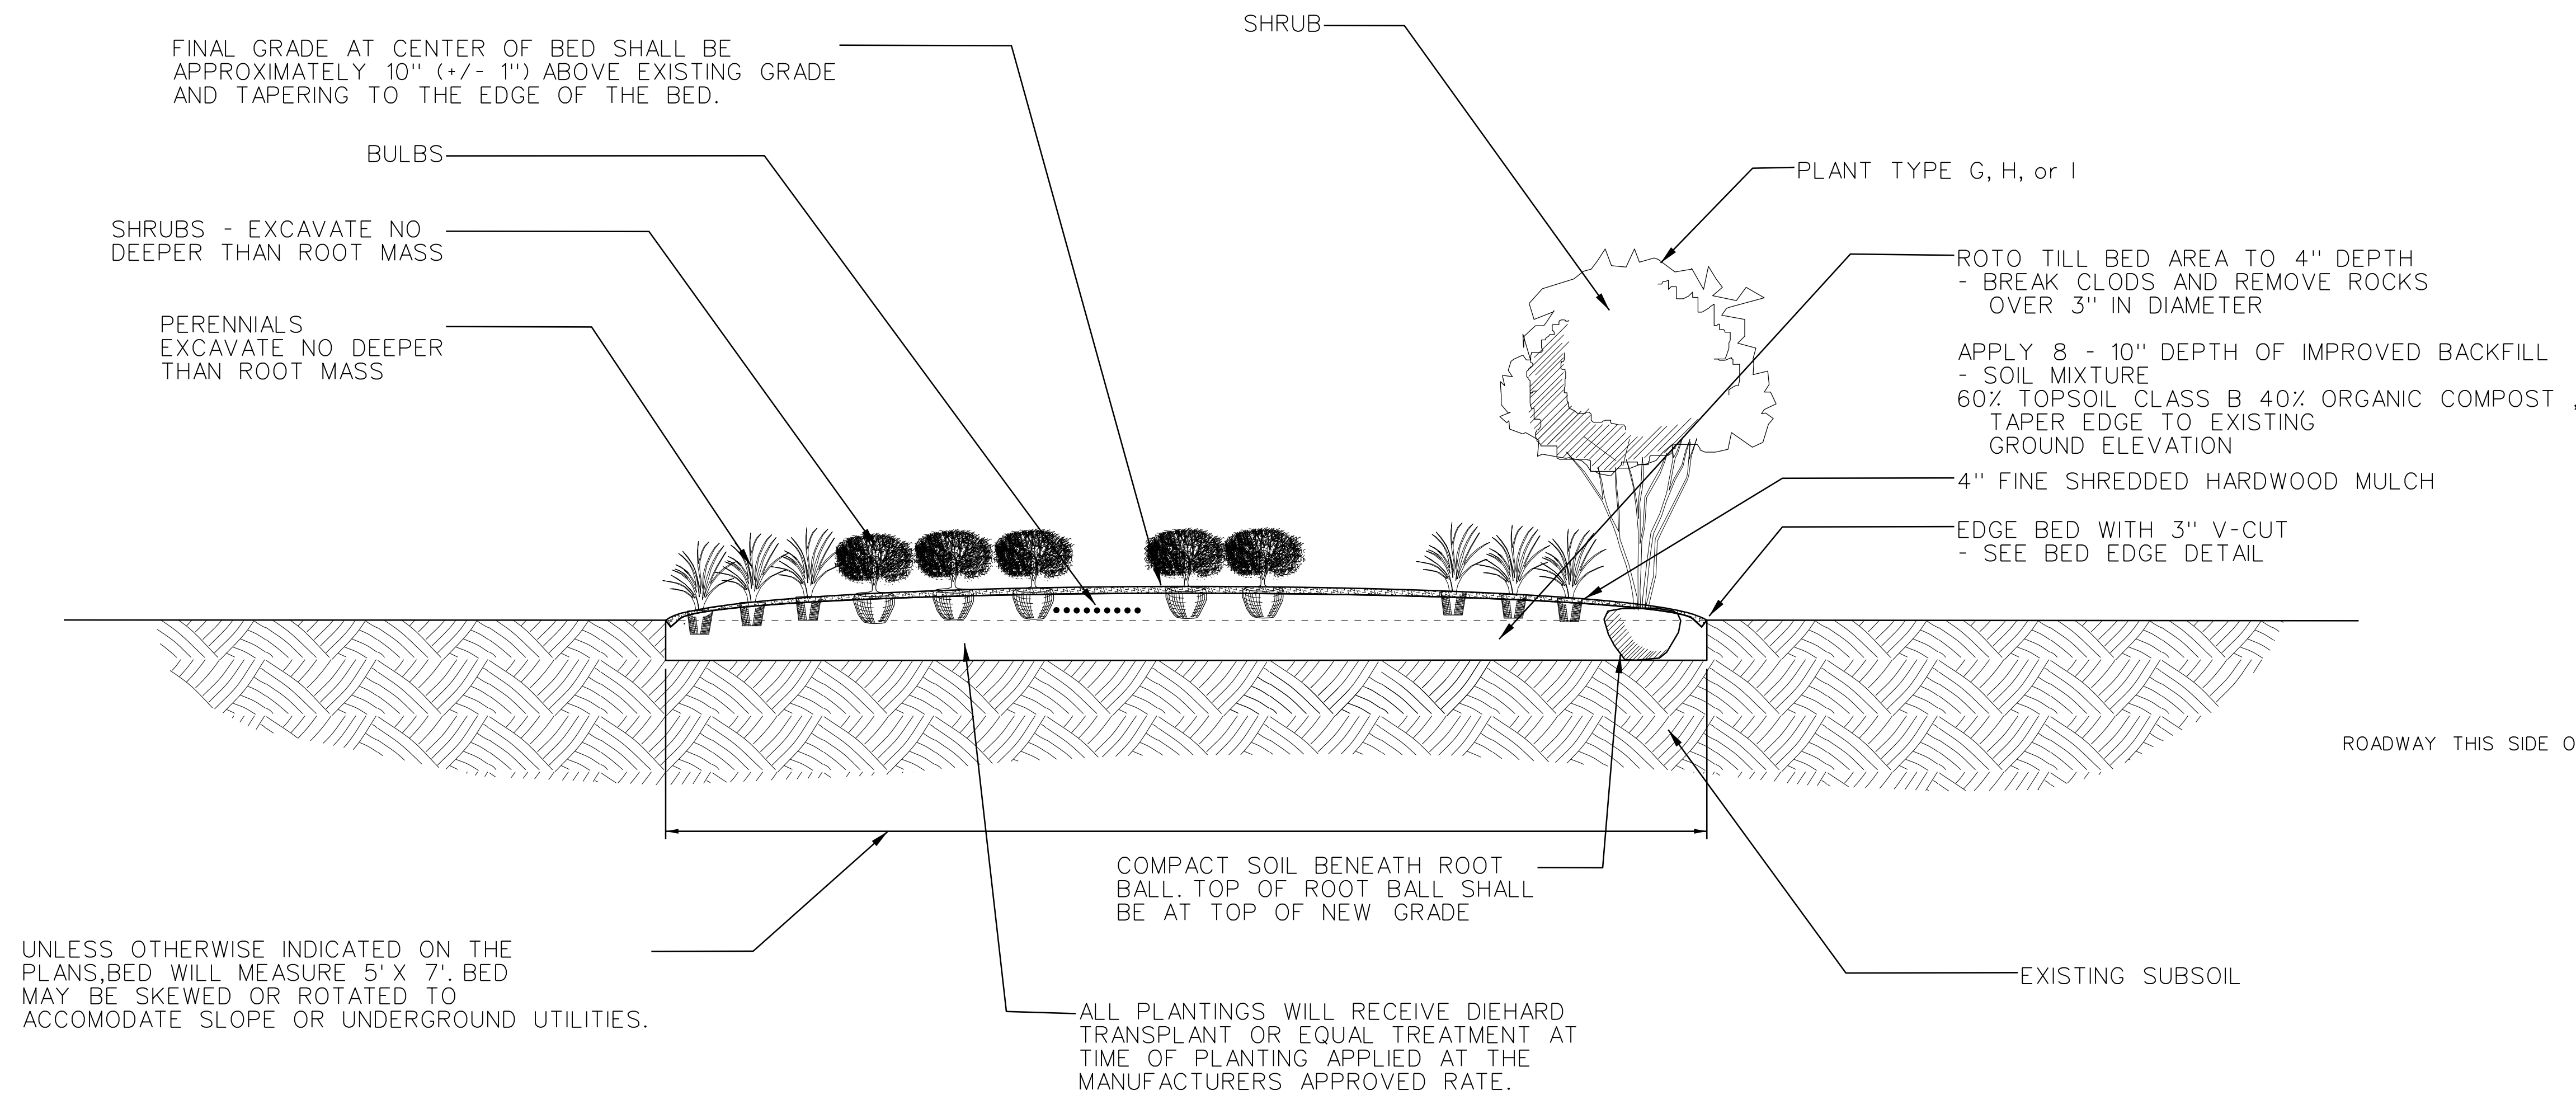 SHRUB
FINAL GRADE AT CENTER OF BED SHALL BE
APPROXIMATELY 10" (+/- 1") ABOVE EXISTING GRADE
AND TAPERING TO THE EDGE OF THE BED.
BULBS
PLANT TYPE G, H, or I
SHRUBS - EXCAVATE NO
DEEPER THAN ROOT MASS
ROTO TILL BED AREA TO 4" DEPTH
- BREAK CLODS AND REMOVE ROCKS
OVER 3" IN DIAMETER
PERENNIALS
EXCAVATE NO DEEPER
THAN ROOT MASS
APPLY 8 - 10" DEPTH OF IMPROVED BACKFILL
- SOIL MIXTURE
60% TOPSOIL CLASS B 40% ORGANIC COMPOST ,
TAPER EDGE TO EXISTING
GROUND ELEVATION
4" FINE SHREDDED HARDWOOD MULCH
EDGE BED WITH 3" V-CUT
- SEE BED EDGE DETAIL
ROADWAY THIS SIDE O
COMPACT SOIL BENEATH ROOT
BALL. TOP OF ROOT BALL SHALL
BE AT TOP OF NEW GRADE
UNLESS OTHERWISE INDICATED ON THE
PLANS,BED WILL MEASURE 5' X 7'. BED
MAY BE SKEWED OR ROTATED TO
ACCOMODATE SLOPE OR UNDERGROUND UTILITIES.
EXISTING SUBSOIL
ALL PLANTINGS WILL RECEIVE DIEHARD
TRANSPLANT OR EQUAL TREATMENT AT
TIME OF PLANTING APPLIED AT THE
MANUFACTURERS APPROVED RATE.